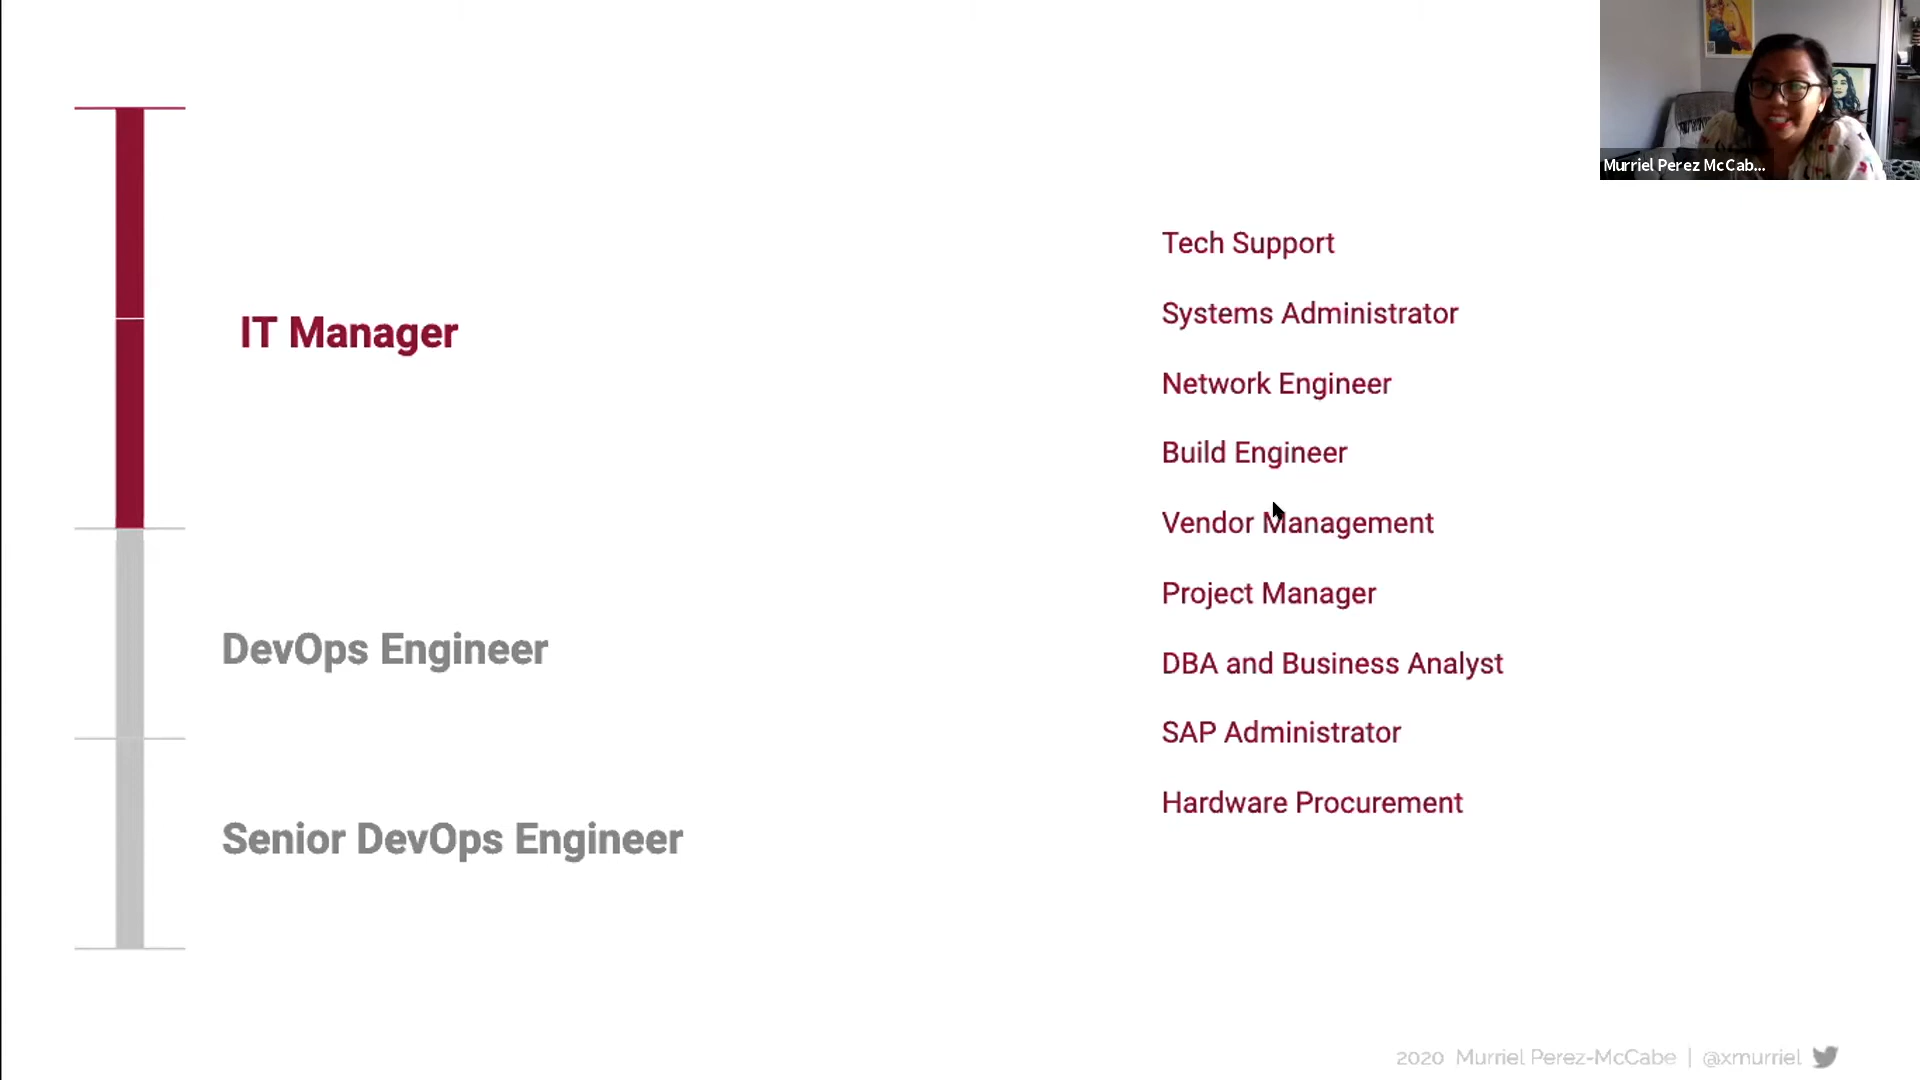 Murriel Perez McCab...
Tech Support
Systems Administrator
IT Manager
Network Engineer
Build Engineer
Vendor Management
Project Manager
DevOps Engineer
DBA and Business Analyst
SAP Administrator
Hardware Procurement
Senior DevOps Engineer
2020 Murriel Perez-McCabe | @xmurriel